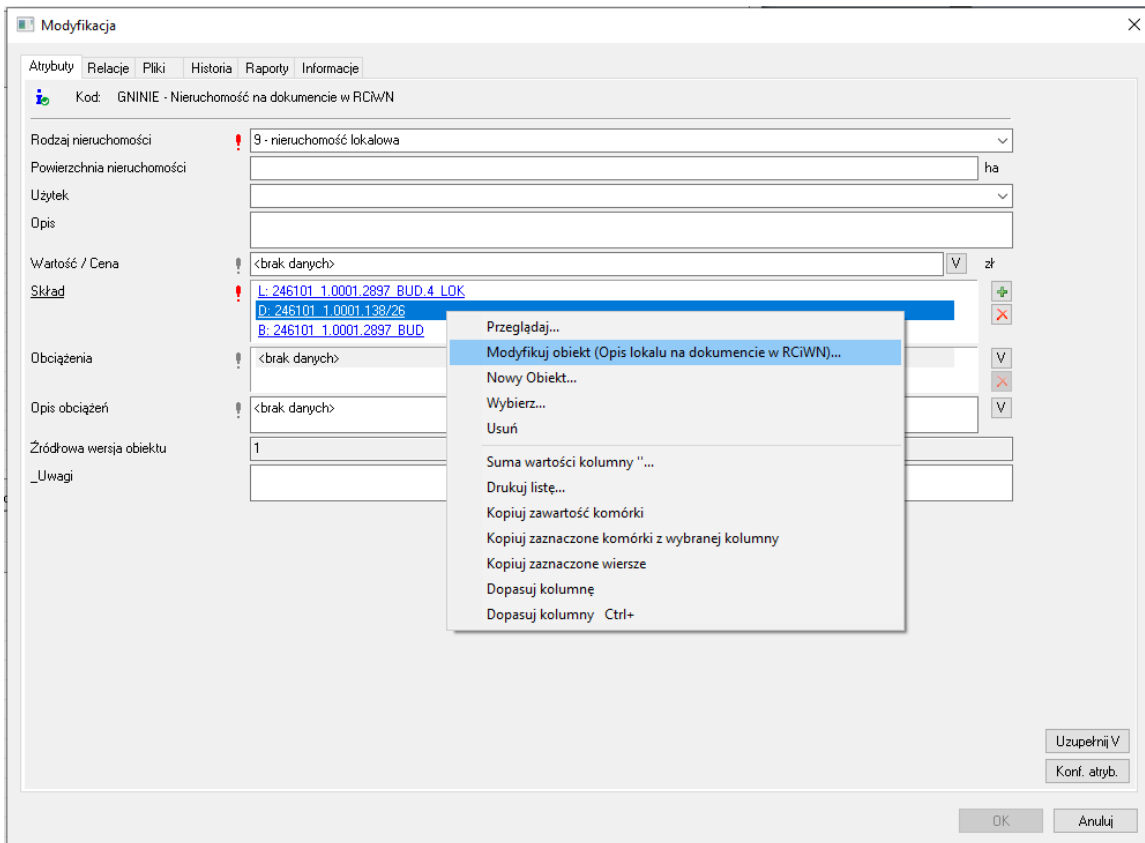 Modyfikacja
Atrybuty Relacje Pliki Historia Raporty Informacje
Kod: GNINIE - Nieruchomość na dokumencie w RCiWN
Rodzaj nieruchomości 9 - nieruchomość lokalowa
Powierzchnia nieruchomości ha
Użytek
Opis
Wartość / Cena <brak danych> V zł
Skład L: 246101_1.0001.2897_BUD.4_LOK
D: 246101_1.0001.138/26
B: 246101_1.0001.2897_BUD
Obciążenia <brak danych> V
Opis obciążeń <brak danych> V
Źródłowa wersja obiektu 1
_Uwagi
Przeglądaj...
Modyfikuj obiekt (Opis lokalu na dokumencie w RCiWN)...
Nowy Obiekt...
Wybierz...
Usuń
Suma wartości kolumny ''...
Drukuj listę...
Kopiuj zawartość komórki
Kopiuj zaznaczone komórki z wybranej kolumny
Kopiuj zaznaczone wiersze
Dopasuj kolumnę
Dopasuj kolumny Ctrl+
Uzupełnij V
Konf. atryb.
OK Anuluj